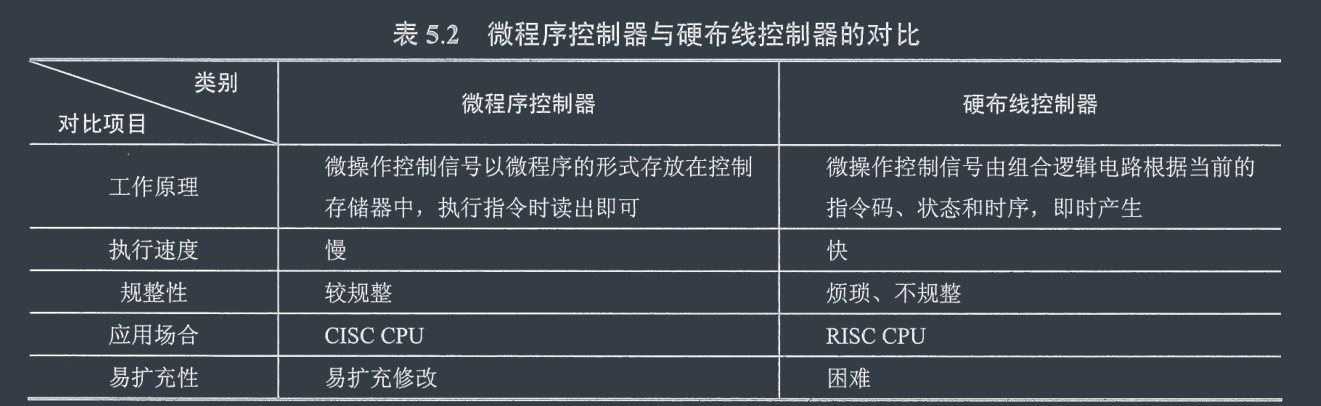 表 5.2 微程序控制器与硬布线控制器的对比
类别
对比项目
微程序控制器
硬布线控制器
工作原理
微操作控制信号以微程序的形式存放在控制
存储器中，执行指令时读出即可
微操作控制信号由组合逻辑电路根据当前的
指令码、状态和时序，即时产生
执行速度
慢
快
规整性
较规整
烦琐、不规整
应用场合
CISC CPU
RISC CPU
易扩充性
易扩充修改
困难